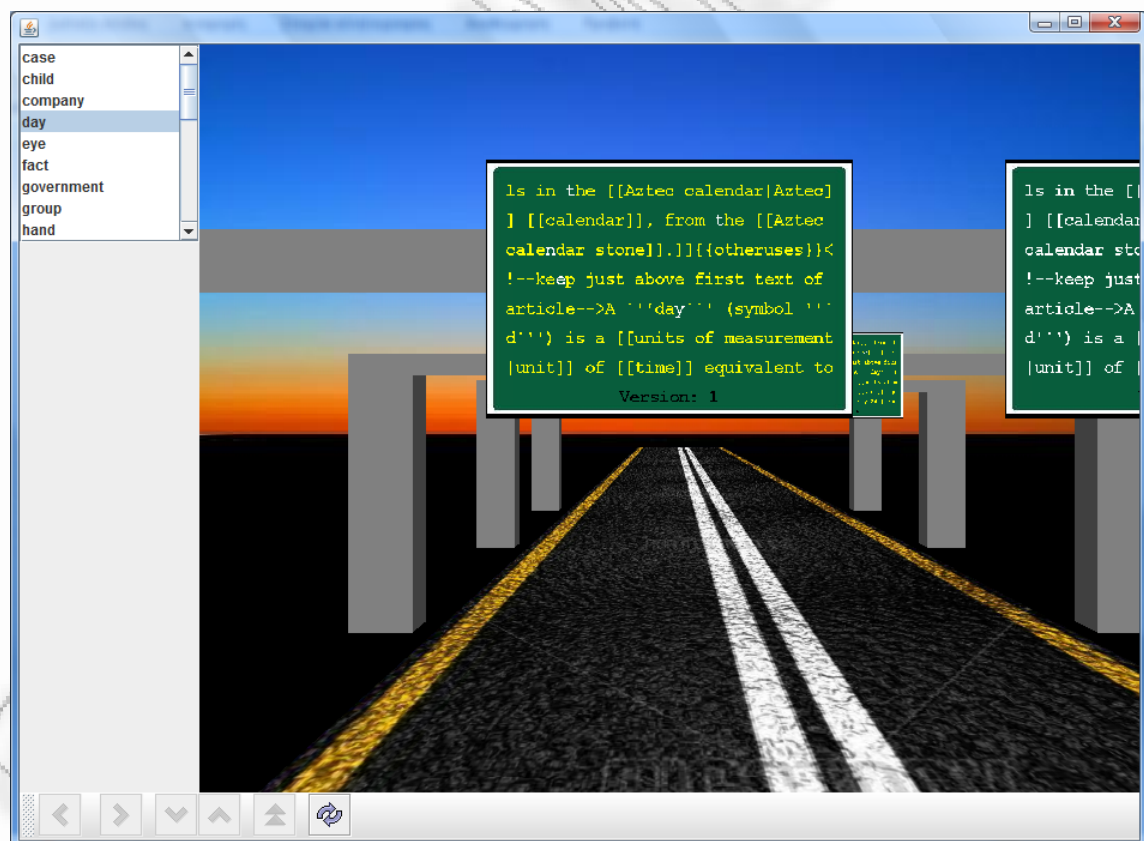 case
child
company
day
eye
fact
government
group
hand
ls in the [[Aztec calendar|Aztec]
] [[calendar]], from the [[Aztec
calendar stone]].]][{{otheruses}}<
!--keep just above first text of
article-->A '''day''' (symbol '''
d''') is a [[units of measurement
|unit]] of [[time]] equivalent to
Version: 1
ls in the [[
] [[calendar
calendar sto
!--keep just
article-->A
d''') is a [
|unit]] of [